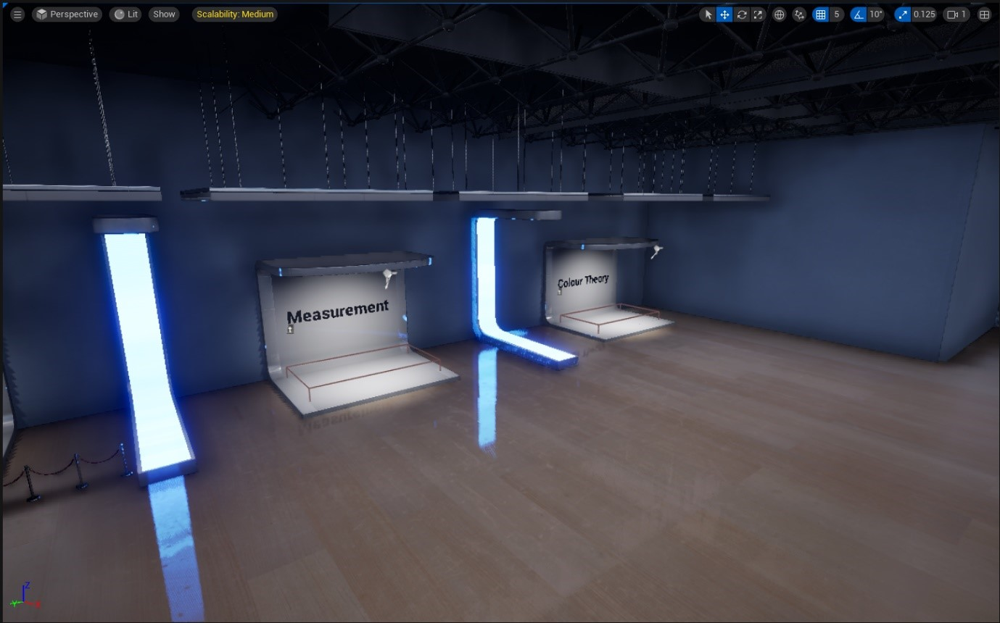 Perspective Lit Show Scalability: Medium 5 10° 0.125 1
Measurement
Colour Theory
Z
Y